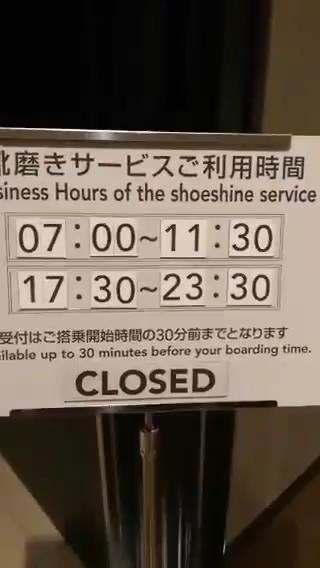 靴磨きサービスご利用時間
siness Hours of the shoeshine service
07:00~11:30
17:30~23:30
受付はご搭乗開始時間の30分前までとなります
ilable up to 30 minutes before your boarding time.
CLOSED